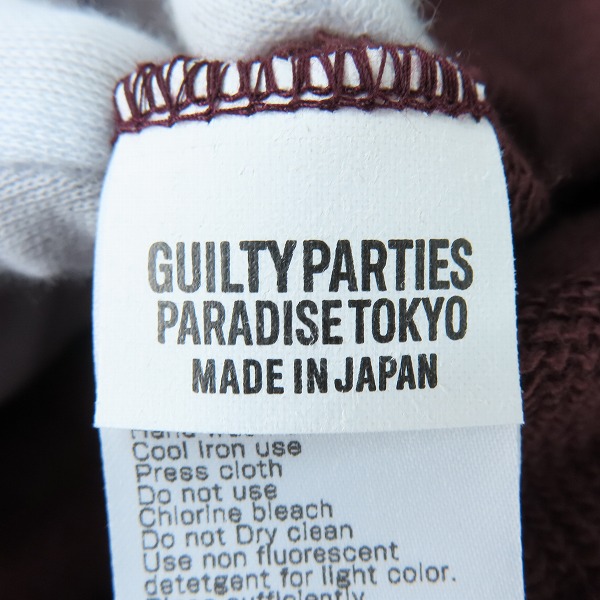 GUILTY PARTIES
PARADISE TOKYO
MADE IN JAPAN
Cool iron use
Press cloth
Do not use
Chlorine bleach
Do not Dry clean
Use non fluorescent
detetgent for light color.